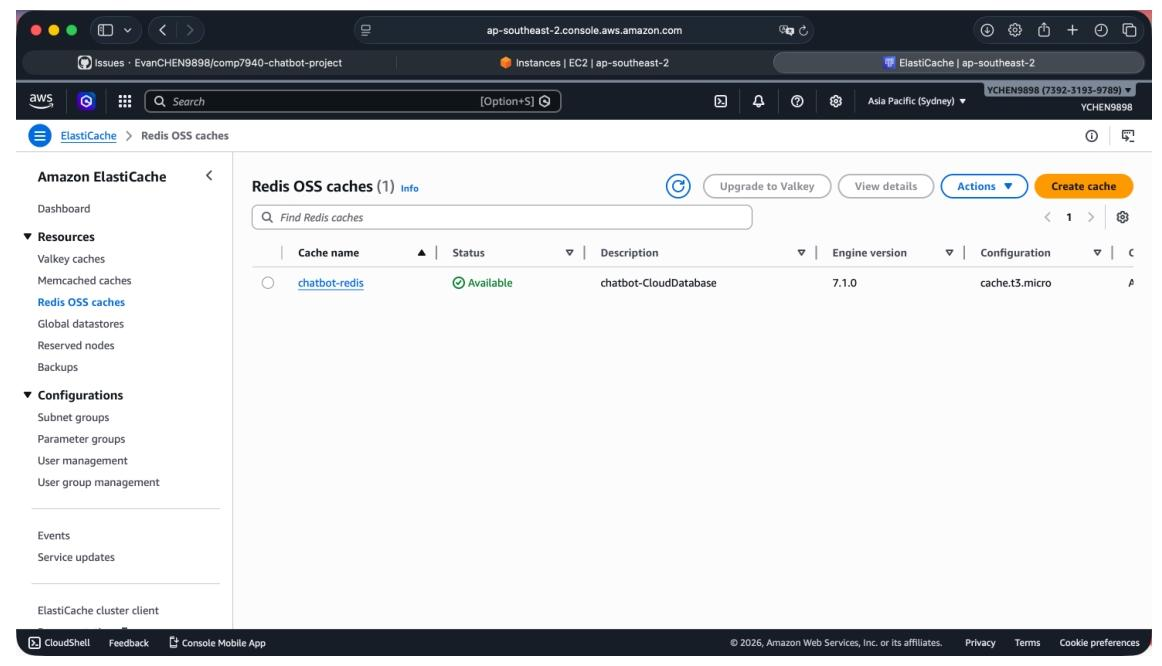 ap-southeast-2.console.aws.amazon.com
Issues · EvanCHEN9898/comp7940-chatbot-project
Instances | EC2 | ap-southeast-2
ElastiCache | ap-southeast-2
aws
Search
[Option+S]
Asia Pacific (Sydney)
YCHEN9898 (7392-3193-9789)
YCHEN9898
ElastiCache > Redis OSS caches
Amazon ElastiCache
Dashboard
Resources
Valkey caches
Memcached caches
Redis OSS caches
Global datastores
Reserved nodes
Backups
Configurations
Subnet groups
Parameter groups
User management
User group management
Events
Service updates
ElastiCache cluster client
Redis OSS caches (1) Info
Upgrade to Valkey
View details
Actions
Create cache
Find Redis caches
1
Cache name
Status
Description
Engine version
Configuration
chatbot-redis
Available
chatbot-CloudDatabase
7.1.0
cache.t3.micro
CloudShell
Feedback
Console Mobile App
© 2026, Amazon Web Services, Inc. or its affiliates.
Privacy
Terms
Cookie preferences